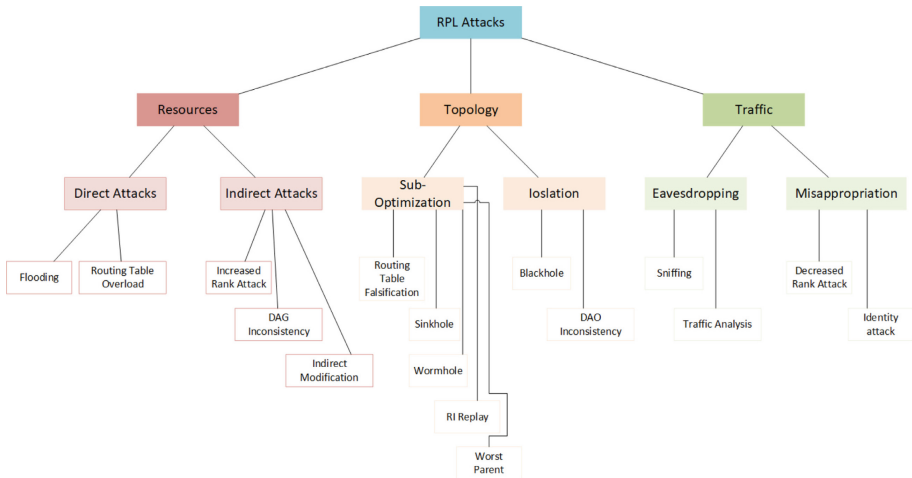 RPL Attacks
Resources
Topology
Traffic
Direct Attacks
Indirect Attacks
Sub-
Optimization
Ioslation
Eavesdropping
Misappropriation
Flooding
Routing Table
Overload
Increased
Rank Attack
Routing
Table
Falsification
Blackhole
Sniffing
Decreased
Rank Attack
DAG
Inconsistency
Sinkhole
DAO
Inconsistency
Traffic Analysis
Identity
attack
Indirect
Modification
Wormhole
RI Replay
Worst
Parent